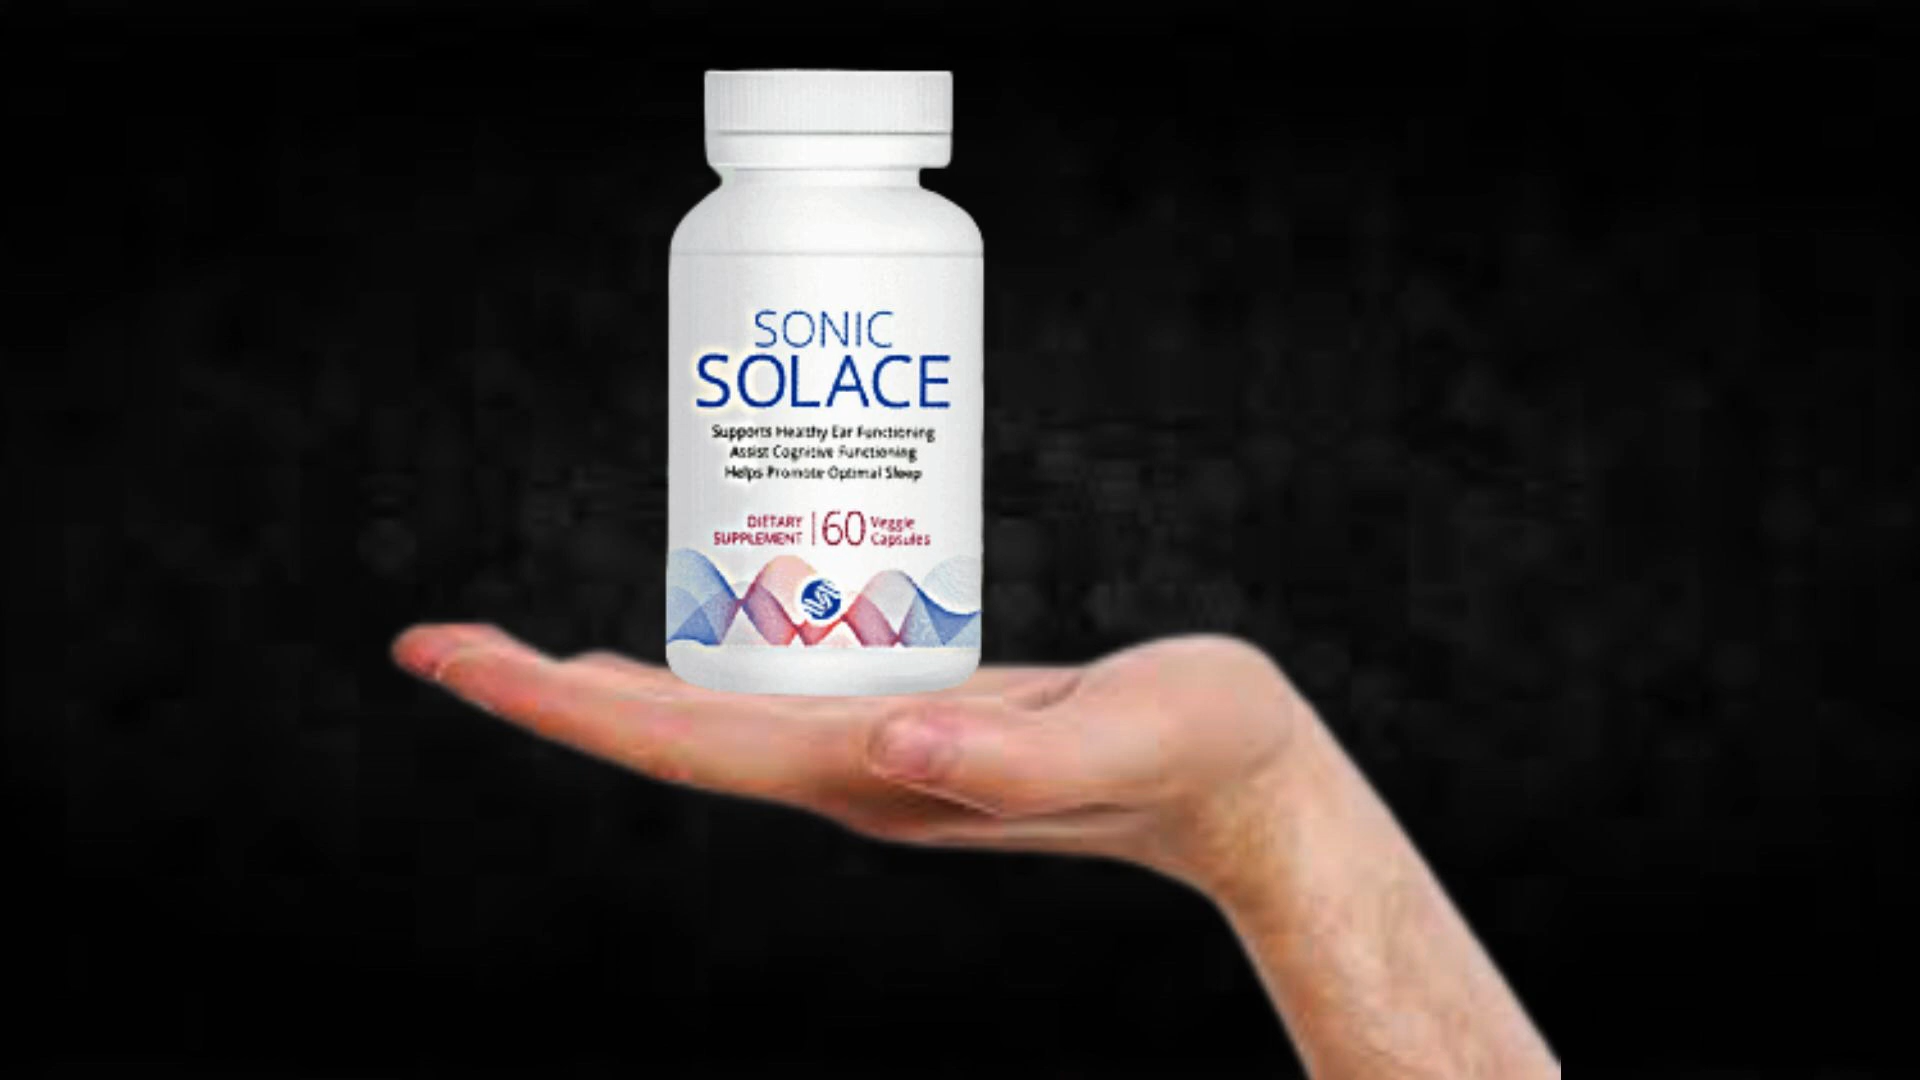 SONIC
SOLACE
Supports Healthy Ear Functioning
Assist Cognitive Functioning
Helps Promote Optimal Sleep
DIETARY SUPPLEMENT | 60 Veggie Capsules